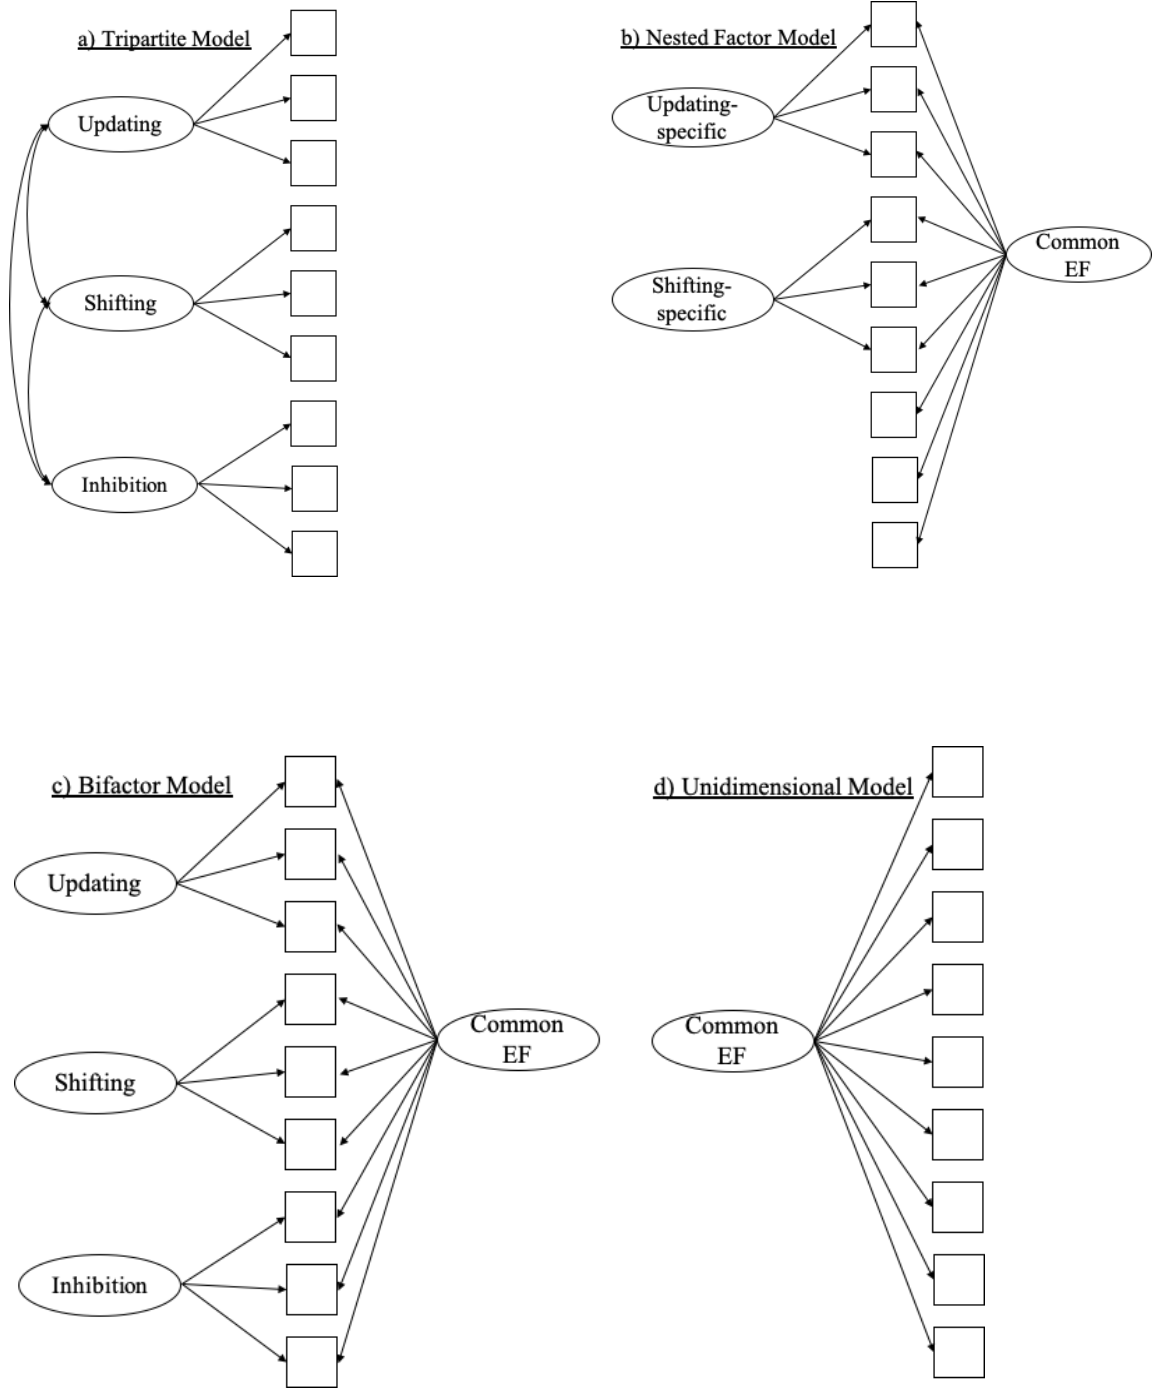 a) Tripartite Model
Updating
Shifting
Inhibition
b) Nested Factor Model
Updating-
specific
Shifting-
specific
Common
EF
c) Bifactor Model
Updating
Shifting
Inhibition
Common
EF
d) Unidimensional Model
Common
EF